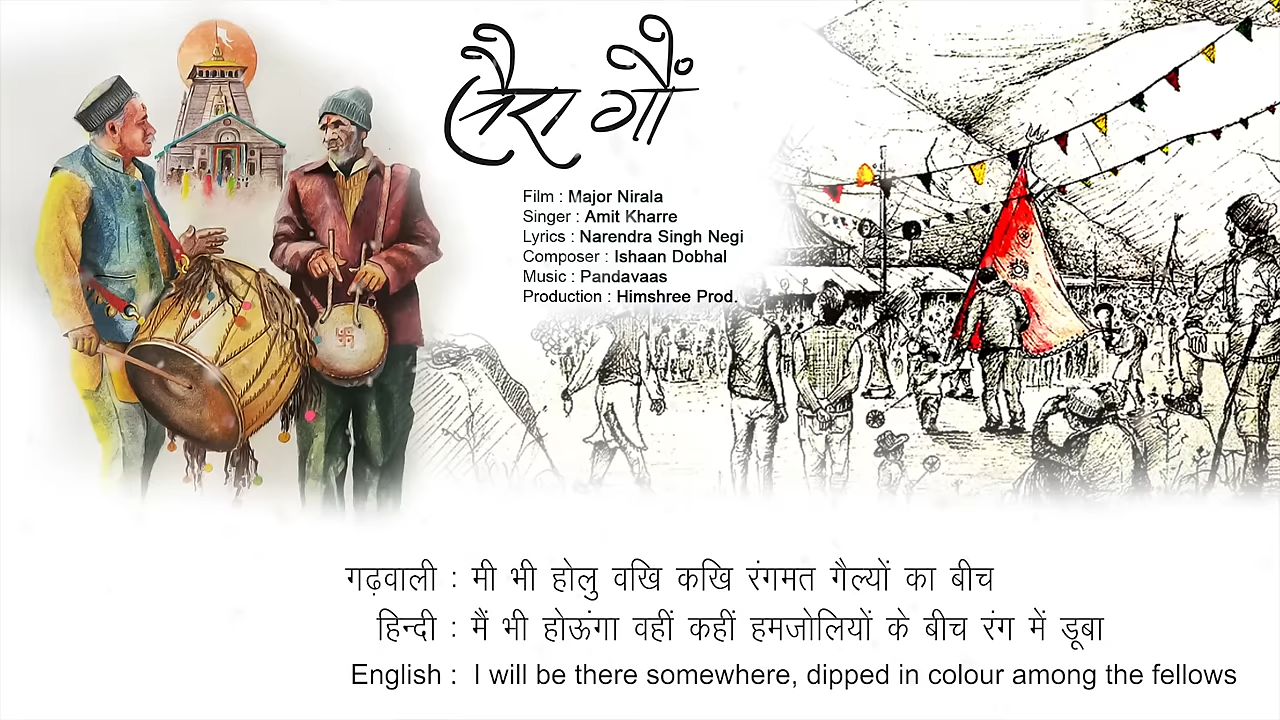 तैरा गौं
Film : Major Nirala
Singer : Amit Kharre
Lyrics : Narendra Singh Negi
Composer : Ishaan Dobhal
Music : Pandavaas
Production : Himshree Prod.
गढ़वाली : मी भी होलु वखि कखि रंगमत गैल्यों का बीच
हिन्दी : मैं भी होऊंगा वहीं कहीं हमजोलियों के बीच रंग में डूबा
English : I will be there somewhere, dipped in colour among the fellows